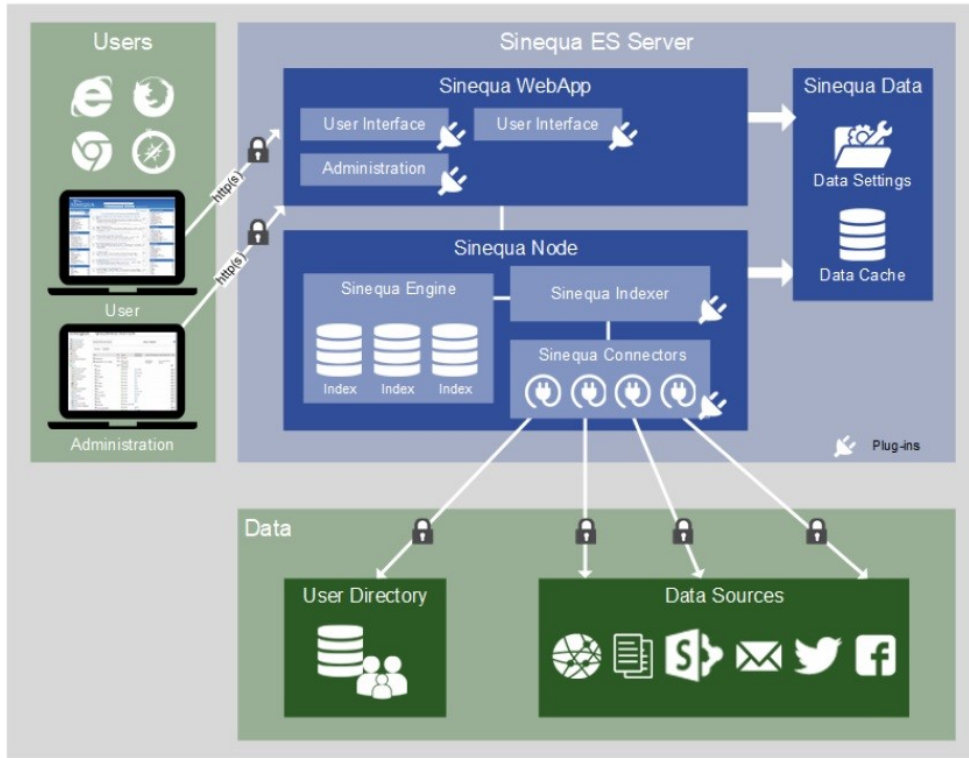 Users
http(s)
http(s)
User
Administration
Sinequa ES Server
Sinequa WebApp
User Interface
User Interface
Administration
Sinequa Data
Data Settings
Data Cache
Sinequa Node
Sinequa Engine
Index
Index
Index
Sinequa Indexer
Sinequa Connectors
Plug-ins
Data
User Directory
Data Sources